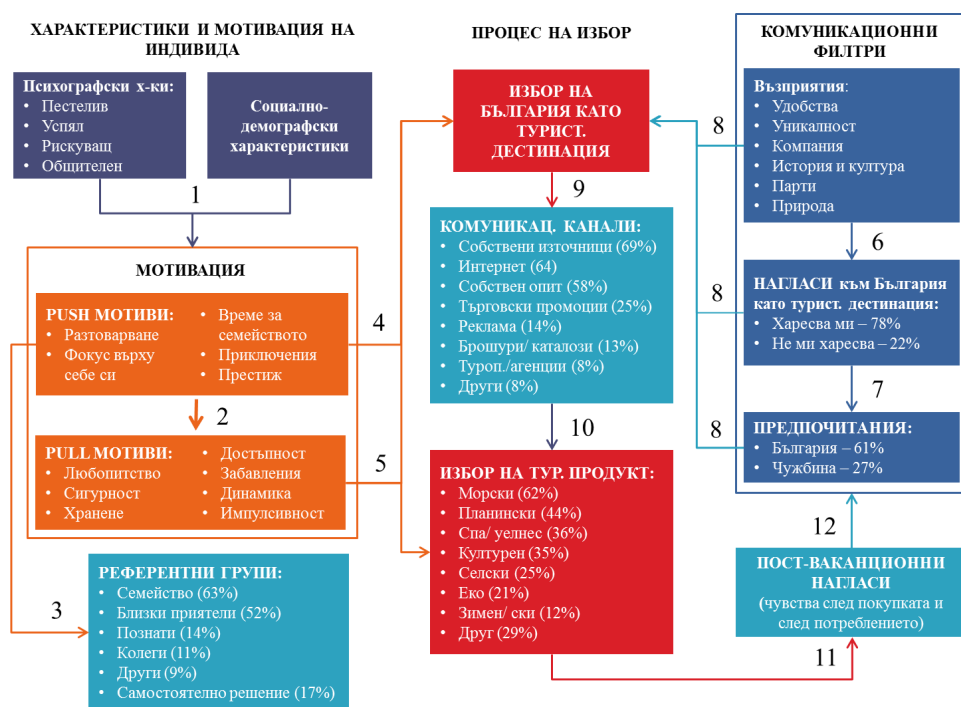 ХАРАКТЕРИСТИКИ И МОТИВАЦИЯ НА
ИНДИВИДА
Психографски х-ки:
• Пестелив
• Успял
• Рискуващ
• Общителен
Социално-
демографски
характеристики
1
МОТИВАЦИЯ
PUSH МОТИВИ:
• Разтоварване
• Фокус върху
себе си
• Време за
семейството
• Приключения
• Престиж
2
PULL МОТИВИ:
• Любопитство
• Сигурност
• Хранене
• Достъпност
• Забавления
• Динамика
• Импулсивност
3
РЕФЕРЕНТНИ ГРУПИ:
• Семейство (63%)
• Близки приятели (52%)
• Познати (14%)
• Колеги (11%)
• Други (9%)
• Самостоятелно решение (17%)
4
5
ПРОЦЕС НА ИЗБОР
ИЗБОР НА
БЪЛГАРИЯ КАТО
ТУРИСТ.
ДЕСТИНАЦИЯ
9
КОМУНИКАЦ. КАНАЛИ:
• Собствени източници (69%)
• Интернет (64)
• Собствен опит (58%)
• Търговски промоции (25%)
• Реклама (14%)
• Брошури/ каталози (13%)
• Туроп./агенции (8%)
• Други (8%)
10
ИЗБОР НА ТУР. ПРОДУКТ:
• Морски (62%)
• Планински (44%)
• Спа/ уелнес (36%)
• Културен (35%)
• Селски (25%)
• Еко (21%)
• Зимен/ ски (12%)
• Друг (29%)
КОМУНИКАЦИОННИ
ФИЛТРИ
Възприятия:
• Удобства
• Уникалност
• Компания
• История и култура
• Парти
• Природа
8
6
НАГЛАСИ към България
като турист. дестинация:
• Харесва ми – 78%
• Не ми харесва – 22%
8
7
ПРЕДПОЧИТАНИЯ:
• България – 61%
• Чужбина – 27%
8
12
ПОСТ-ВАКАНЦИОННИ
НАГЛАСИ
(чувства след покупката и
след потреблението)
11